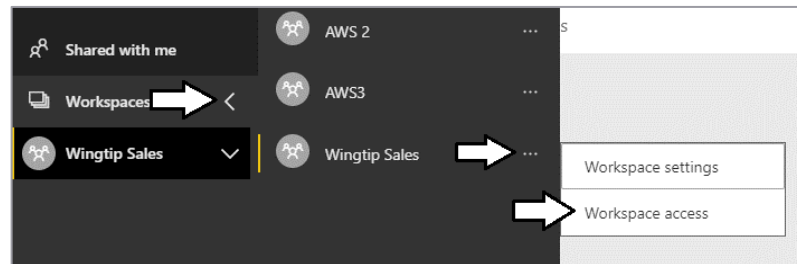 Shared with me
Workspaces
Wingtip Sales
AWS 2
AWS3
Wingtip Sales
s
Workspace settings
Workspace access